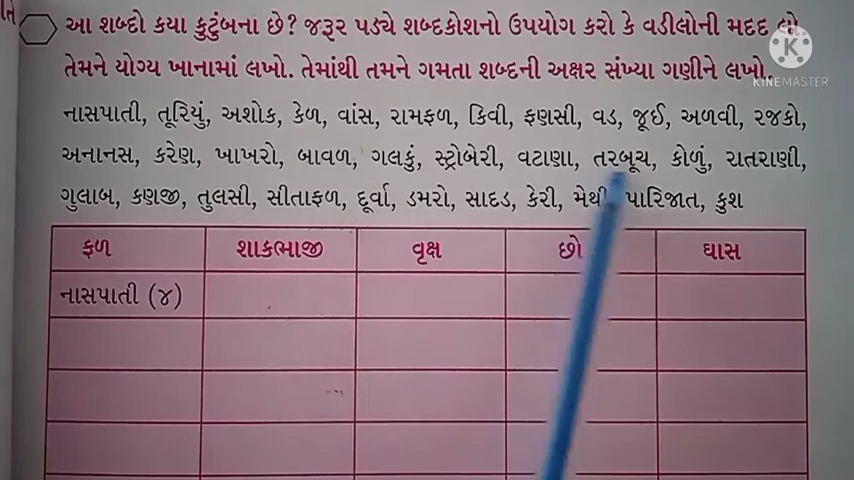 આ શબ્દો કયા કુટુંબના છે? જરૂર પડ્યે શબ્દકોશનો ઉપયોગ કરો કે વડીલોની મદદ લો.
તેમને યોગ્ય ખાનામાં લખો. તેમાંથી તમને ગમતા શબ્દની અક્ષર સંખ્યા ગણીને લખો.
K
KINEMASTER
નાસપાતી, તૂરિયું, અશોક, કેળ, વાંસ, રામફળ, કિવી, ફણસી, વડ, જૂઈ, અળવી, રજકો,
અનાનસ, કરેણ, ખાખરો, બાવળ, ગલકું, સ્ટ્રોબેરી, વટાણા, તરબૂચ, કોળું, રાતરાણી,
ગુલાબ, કણજી, તુલસી, સીતાફળ, દૂર્વા, ડમરો, સાદડ, કેરી, મેથી, પારિજાત, કુશ
ફળ શાકભાજી વૃક્ષ છો ઘાસ
નાસપાતી (૪)